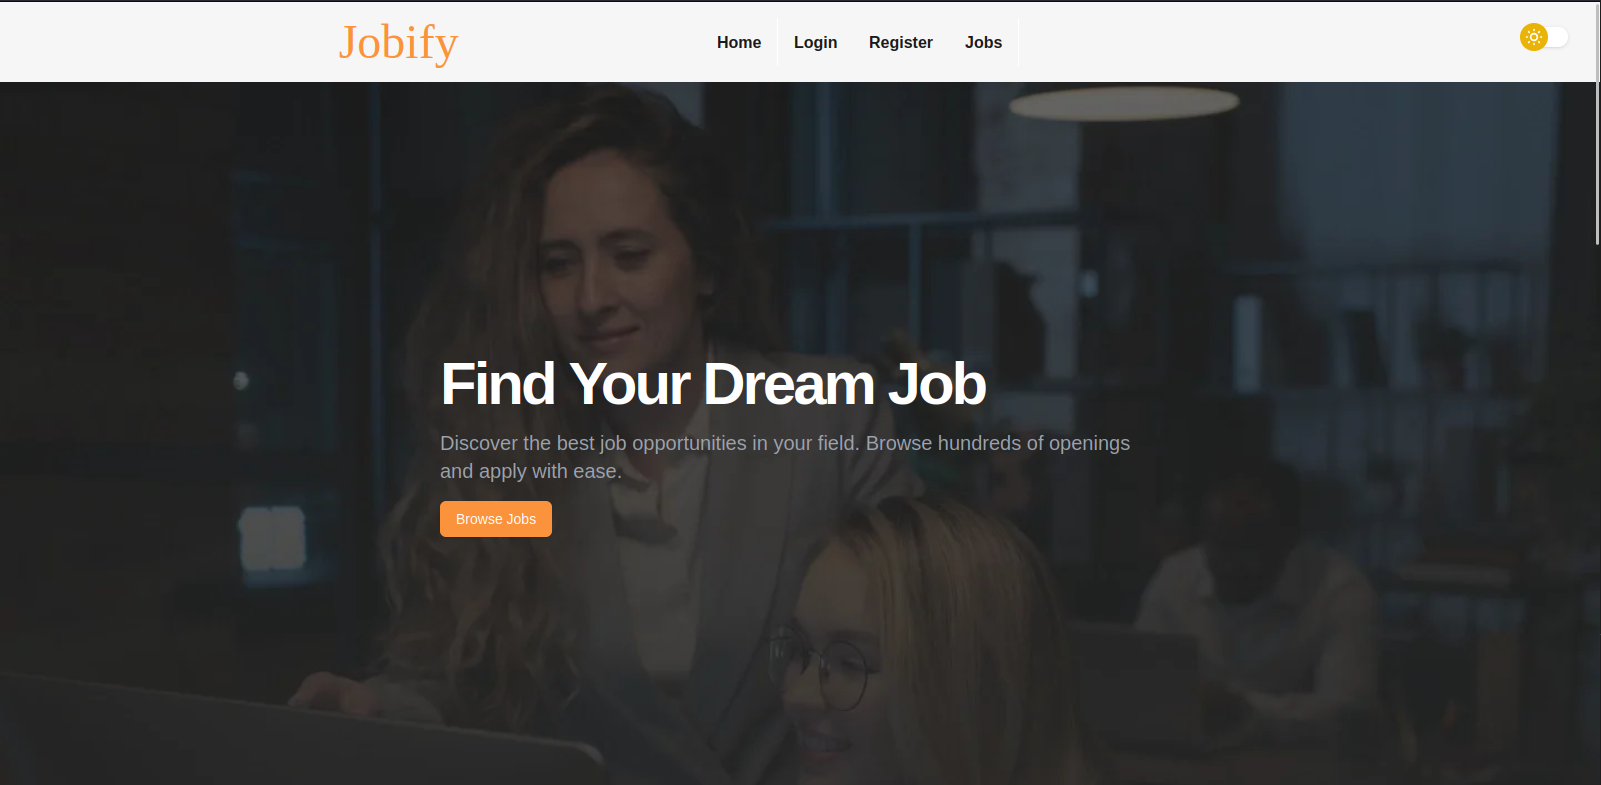 Jobify
Home Login Register Jobs
Find Your Dream Job
Discover the best job opportunities in your field. Browse hundreds of openings
and apply with ease.
Browse Jobs